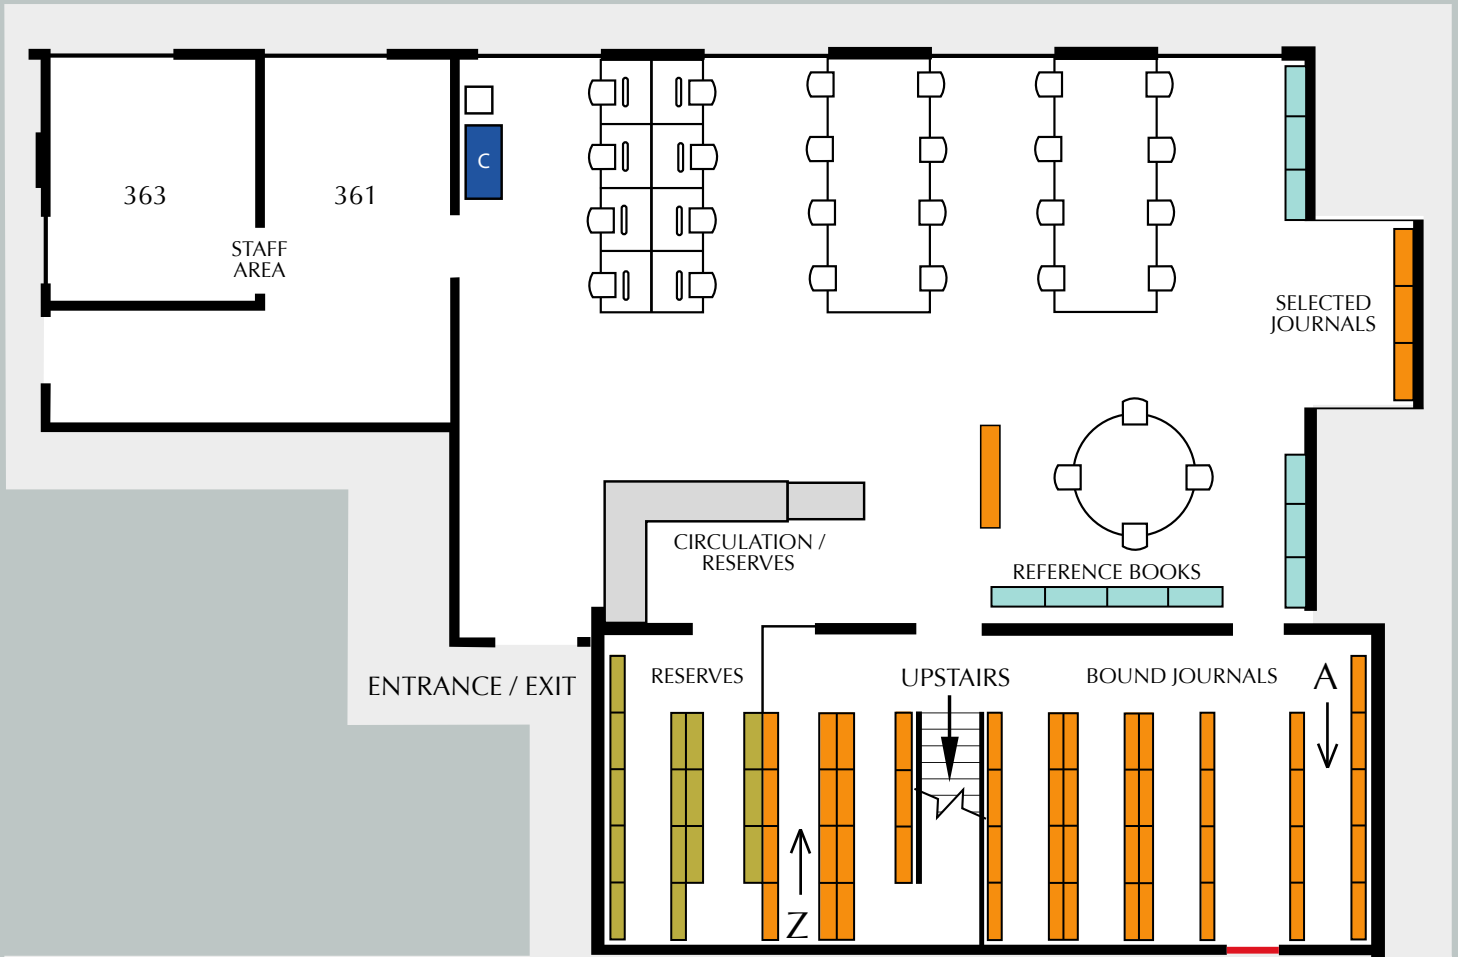 C
363
361
STAFF
AREA
SELECTED
JOURNALS
CIRCULATION /
RESERVES
REFERENCE BOOKS
ENTRANCE / EXIT
RESERVES
UPSTAIRS
BOUND JOURNALS
A
Z